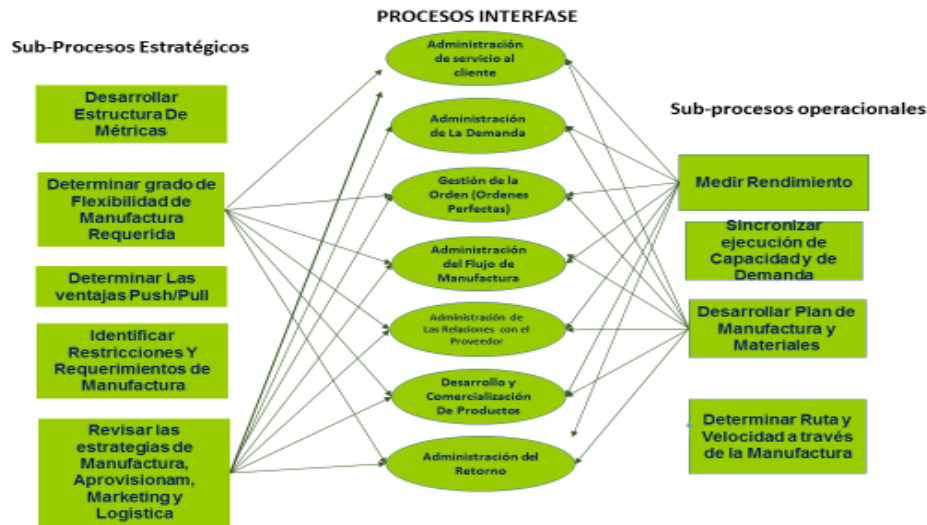 PROCESOS INTERFASE
Sub-Procesos Estratégicos
Desarrollar
Estructura De
Métricas
Determinar grado de
Flexibilidad de
Manufactura
Requerida
Determinar Las
ventajas Push/Pull
Identificar
Restricciones Y
Requerimientos de
Manufactura
Revisar las
estrategias de
Manufactura,
Aprovisionam,
Marketing y
Logística
Administración
de servicio al
cliente
Administración
de La Demanda
Gestión de la
Orden (Ordenes
Perfectas)
Administración
del Flujo de
Manufactura
Administración de
Las Relaciones con el
Proveedor
Desarrollo y
Comercialización
De Productos
Administración del
Retorno
Sub-procesos operacionales
Medir Rendimiento
Sincronizar
ejecución de
Capacidad y de
Demanda
Desarrollar Plan de
Manufactura y
Materiales
Determinar Ruta y
Velocidad a través
de la Manufactura